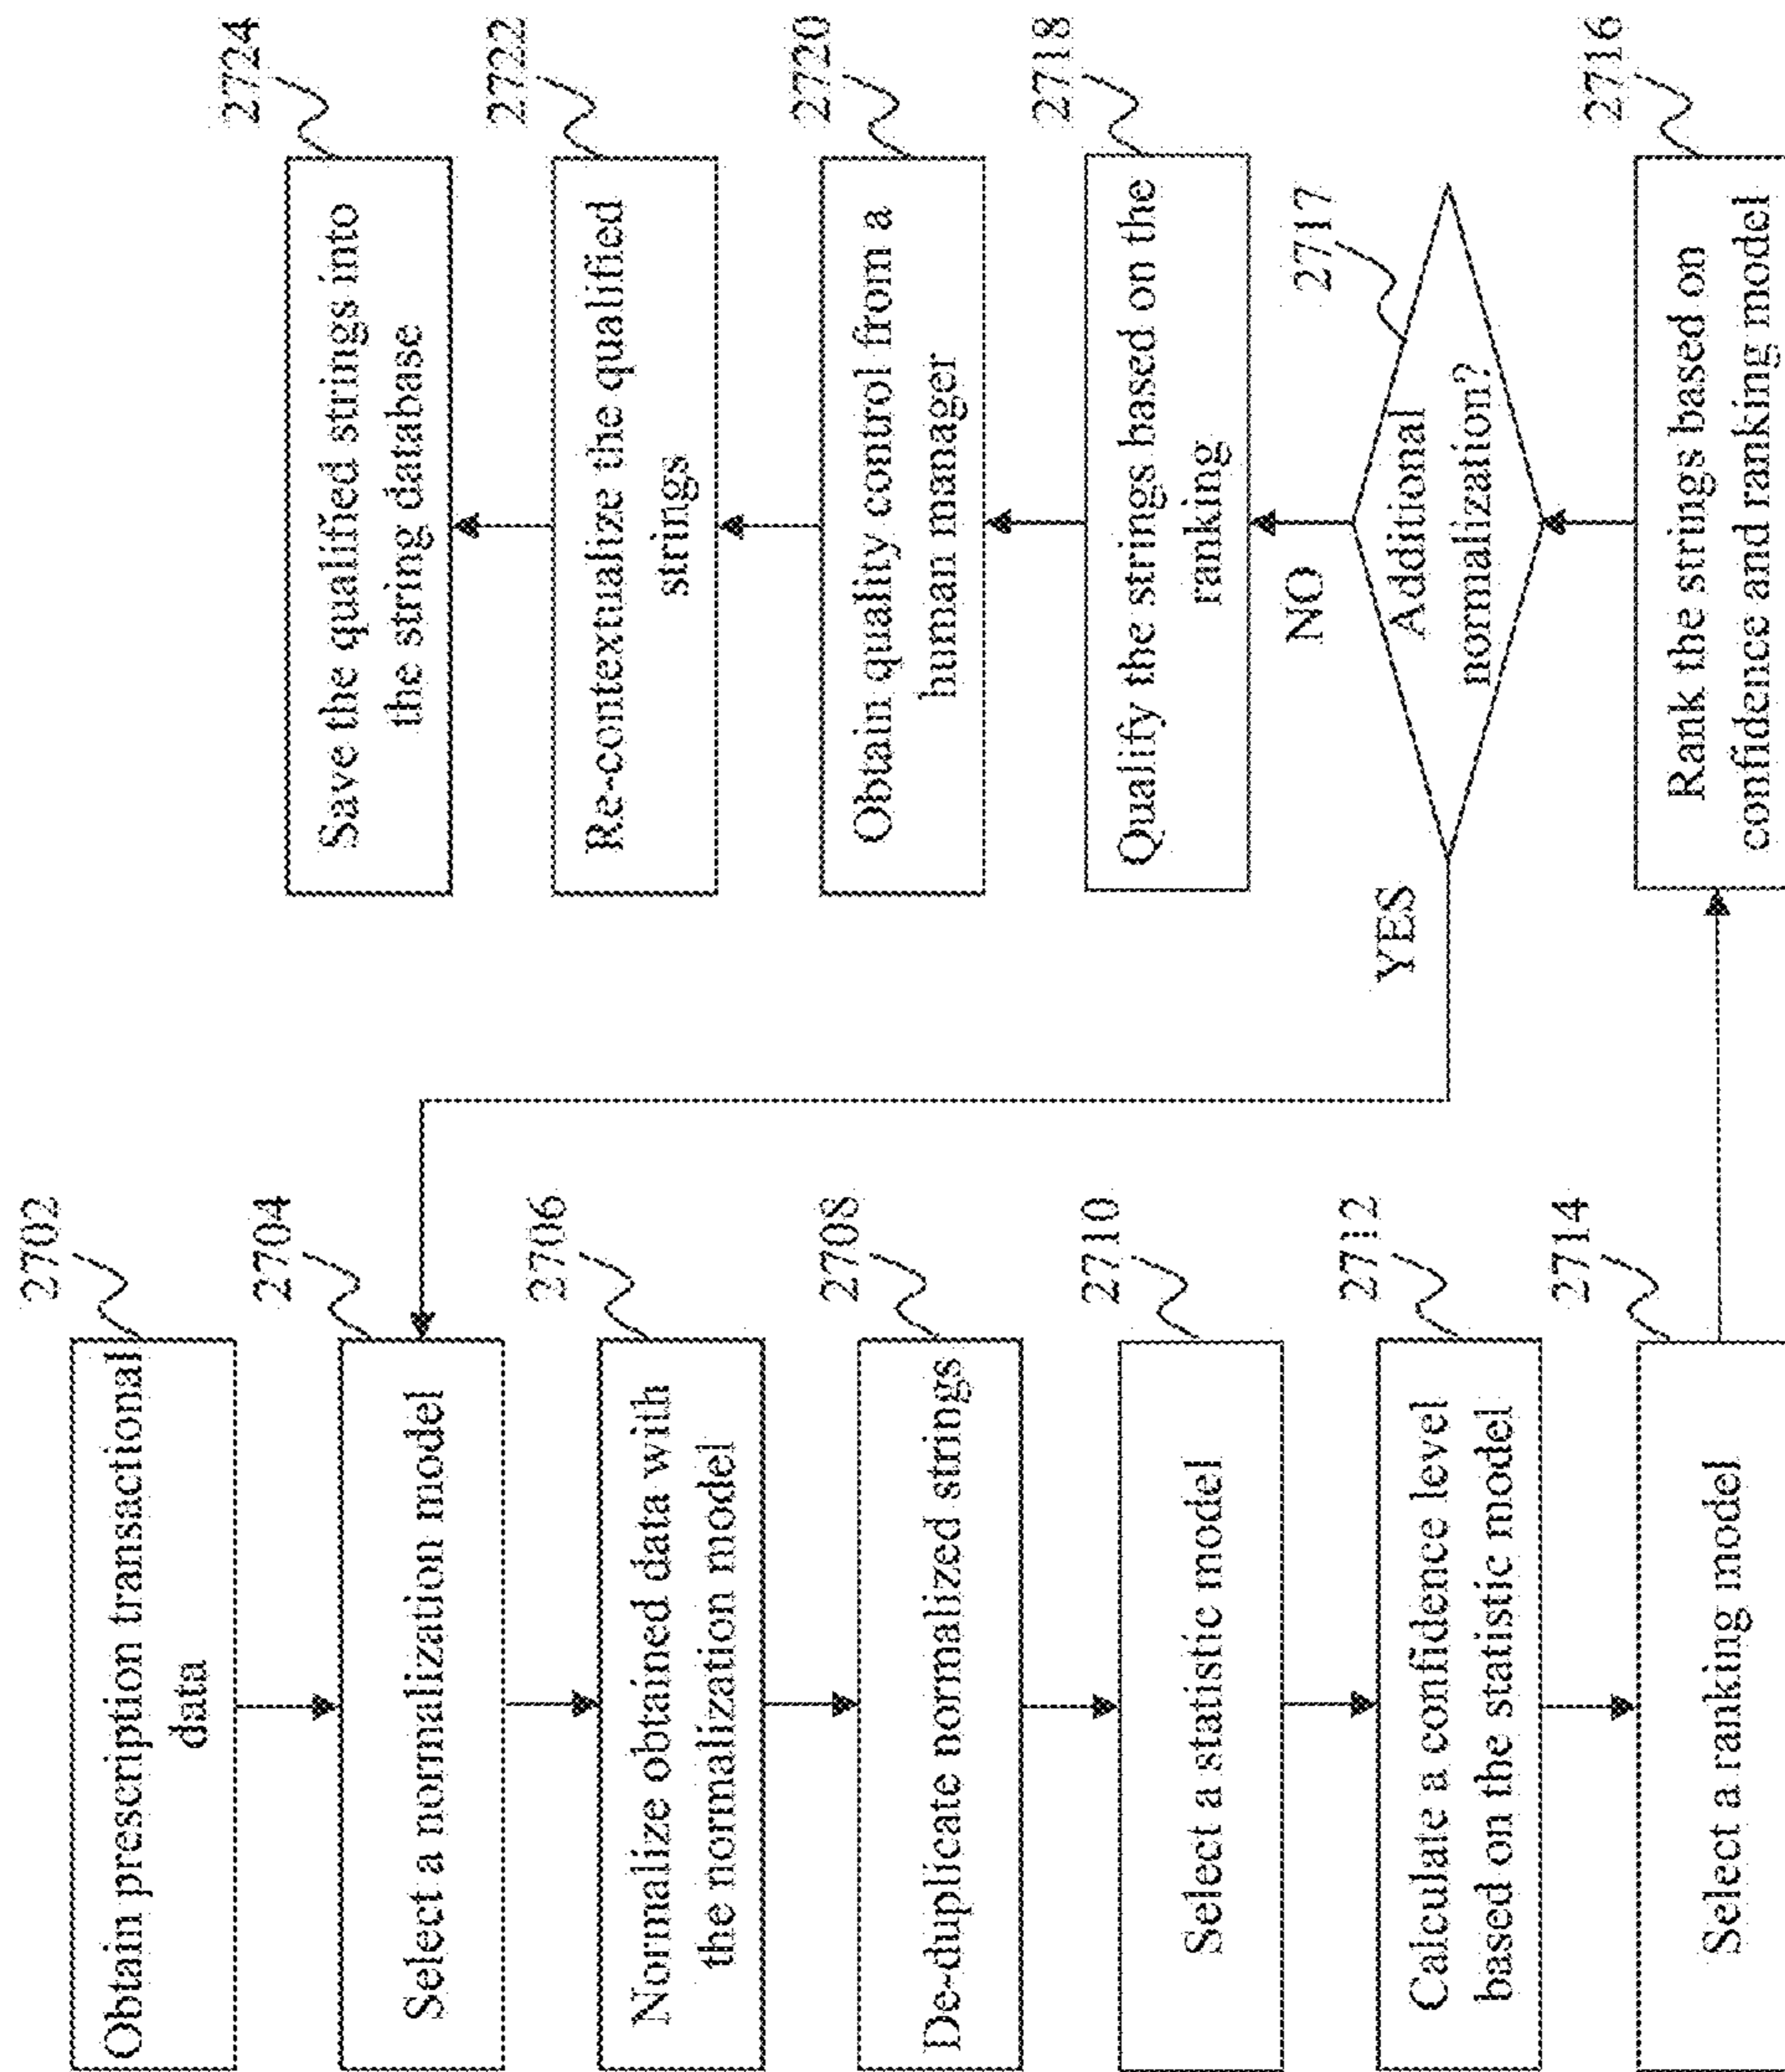 2702
Obtain prescription transactional
data
2704
Select a normalization model
2706
Normalize obtained data with
the normalization model
2708
De-duplicate normalized strings
2710
Select a statistic model
2712
Calculate a confidence level
based on the statistic model
2714
Select a ranking model
2724
Save the qualified strings into
the string database
2722
Re-contextualize the qualified
strings
2720
Obtain quality control from a
human manager
2718
Qualify the strings based on the
ranking
NO
2717
Additional
normalization?
YES
2716
Rank the strings based on
confidence and ranking model